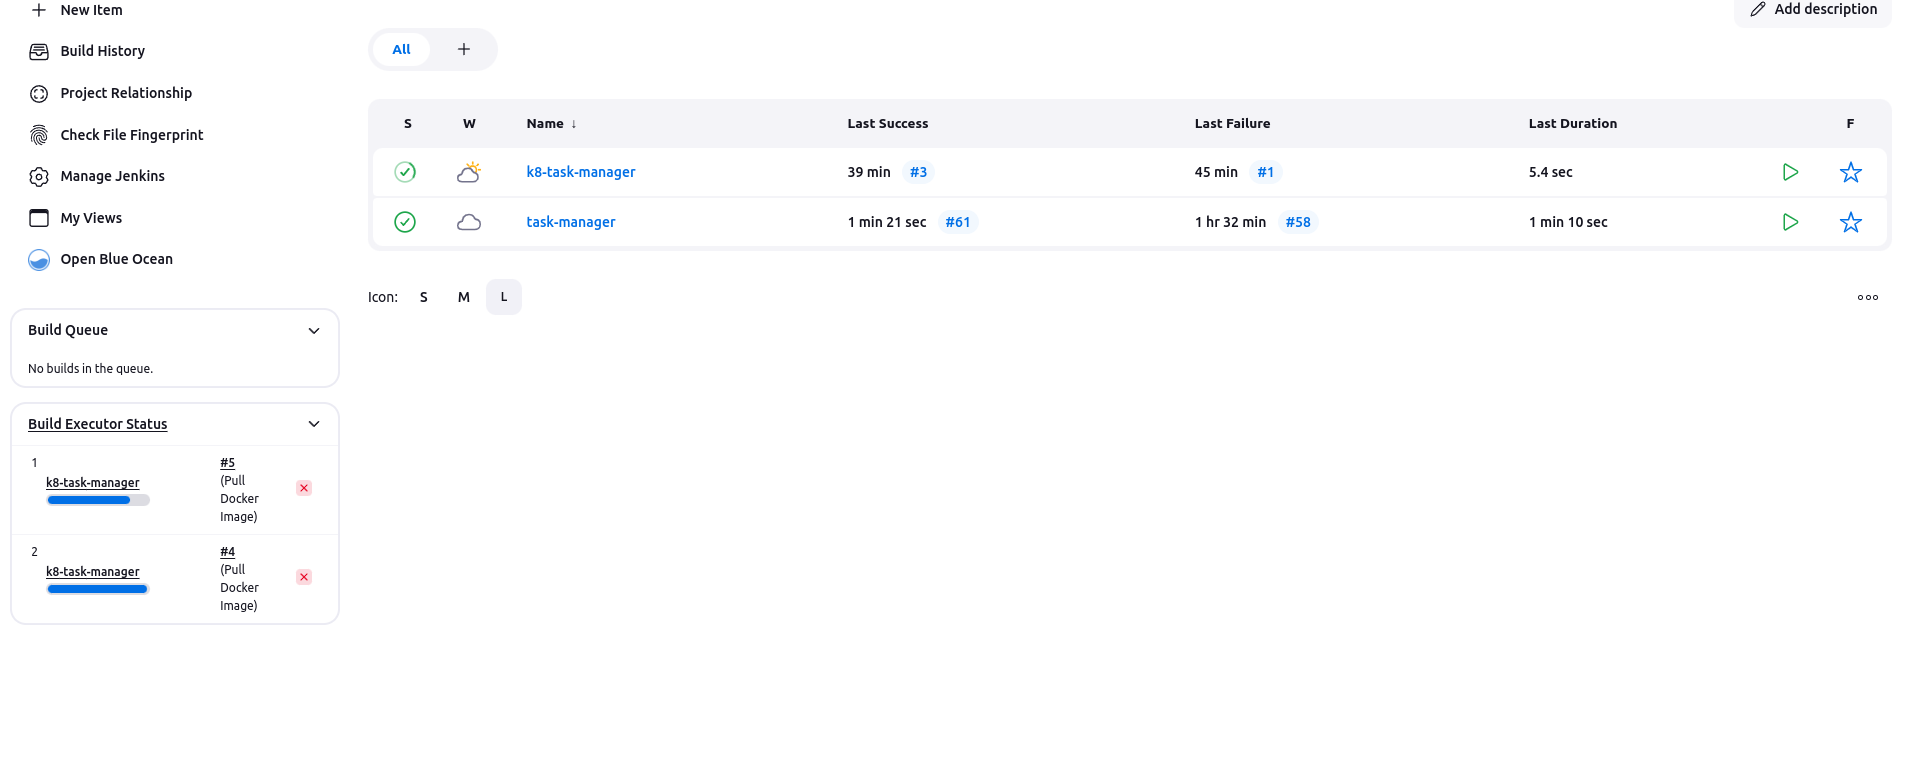 New Item
Build History
Project Relationship
Check File Fingerprint
Manage Jenkins
My Views
Open Blue Ocean
Build Queue
No builds in the queue.
Build Executor Status
1
k8-task-manager
#5
(Pull
Docker
Image)
2
k8-task-manager
#4
(Pull
Docker
Image)
Add description
All +
S W Name ↓ Last Success Last Failure Last Duration F
k8-task-manager 39 min #3 45 min #1 5.4 sec
task-manager 1 min 21 sec #61 1 hr 32 min #58 1 min 10 sec
Icon: S M L